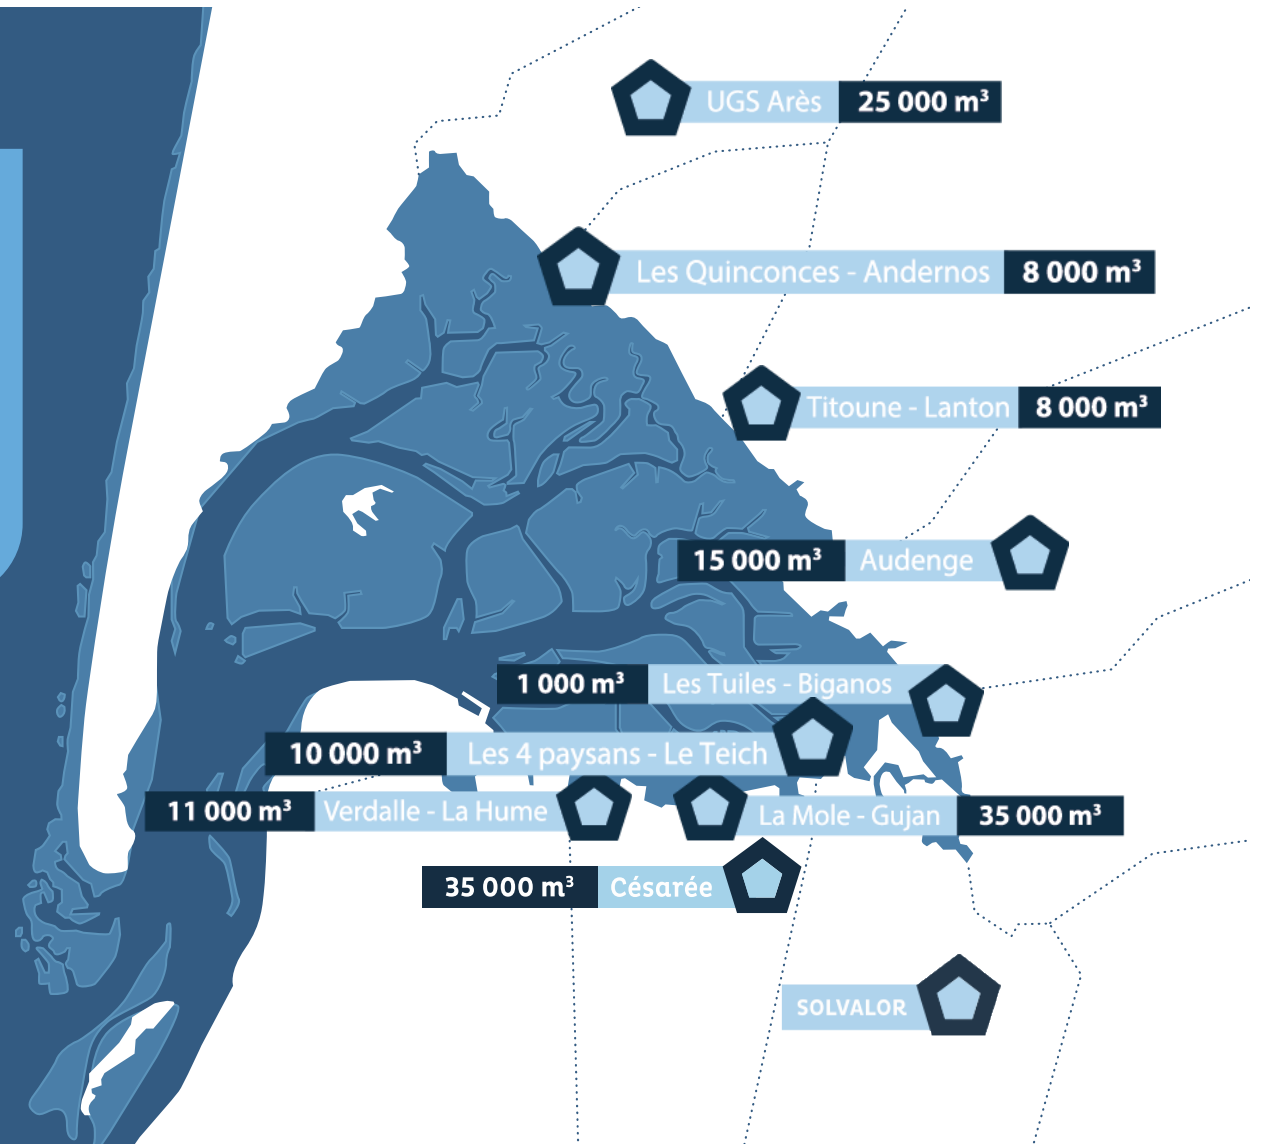 UGS Arès 25 000 m³
Les Quinconces - Andernos 8 000 m³
Titoune - Lanton 8 000 m³
15 000 m³ Audenge
1 000 m³ Les Tuiles - Biganos
10 000 m³ Les 4 paysans - Le Teich
11 000 m³ Verdalle - La Hume
La Mole - Gujan 35 000 m³
35 000 m³ Césarée
SOLVALOR